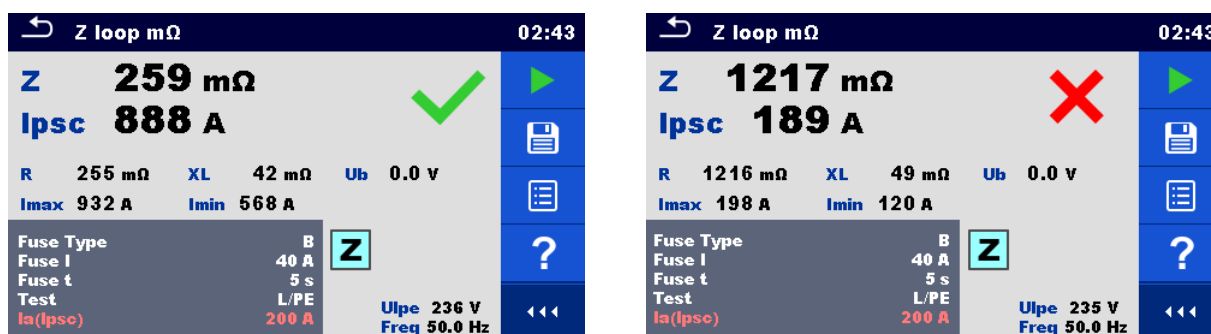 Z loop mΩ 02:43
Z 259 mΩ
Ipsc 888 A
R 255 mΩ XL 42 mΩ Ub 0.0 V
Imax 932 A Imin 568 A
Fuse Type B
Fuse I 40 A
Fuse t 5 s
Test L/PE
Ia(Ipsc) 200 A
Z
?
Ulpe 236 V
Freq 50.0 Hz
Z loop mΩ 02:43
Z 1217 mΩ
Ipsc 189 A
R 1216 mΩ XL 49 mΩ Ub 0.0 V
Imax 198 A Imin 120 A
Fuse Type B
Fuse I 40 A
Fuse t 5 s
Test L/PE
Ia(Ipsc) 200 A
Z
?
Ulpe 235 V
Freq 50.0 Hz